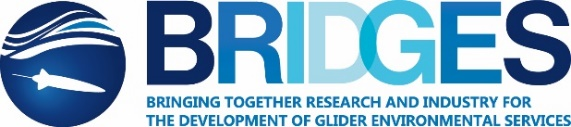 BRIDGES
BRINGING TOGETHER RESEARCH AND INDUSTRY FOR
THE DEVELOPMENT OF GLIDER ENVIRONMENTAL SERVICES